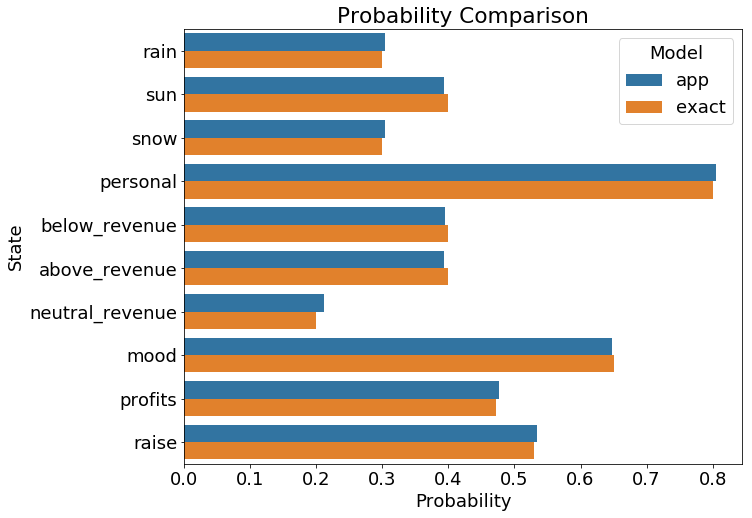 Probability Comparison
Model
app
exact
State
rain
sun
snow
personal
below_revenue
above_revenue
neutral_revenue
mood
profits
raise
0.0 0.1 0.2 0.3 0.4 0.5 0.6 0.7 0.8
Probability